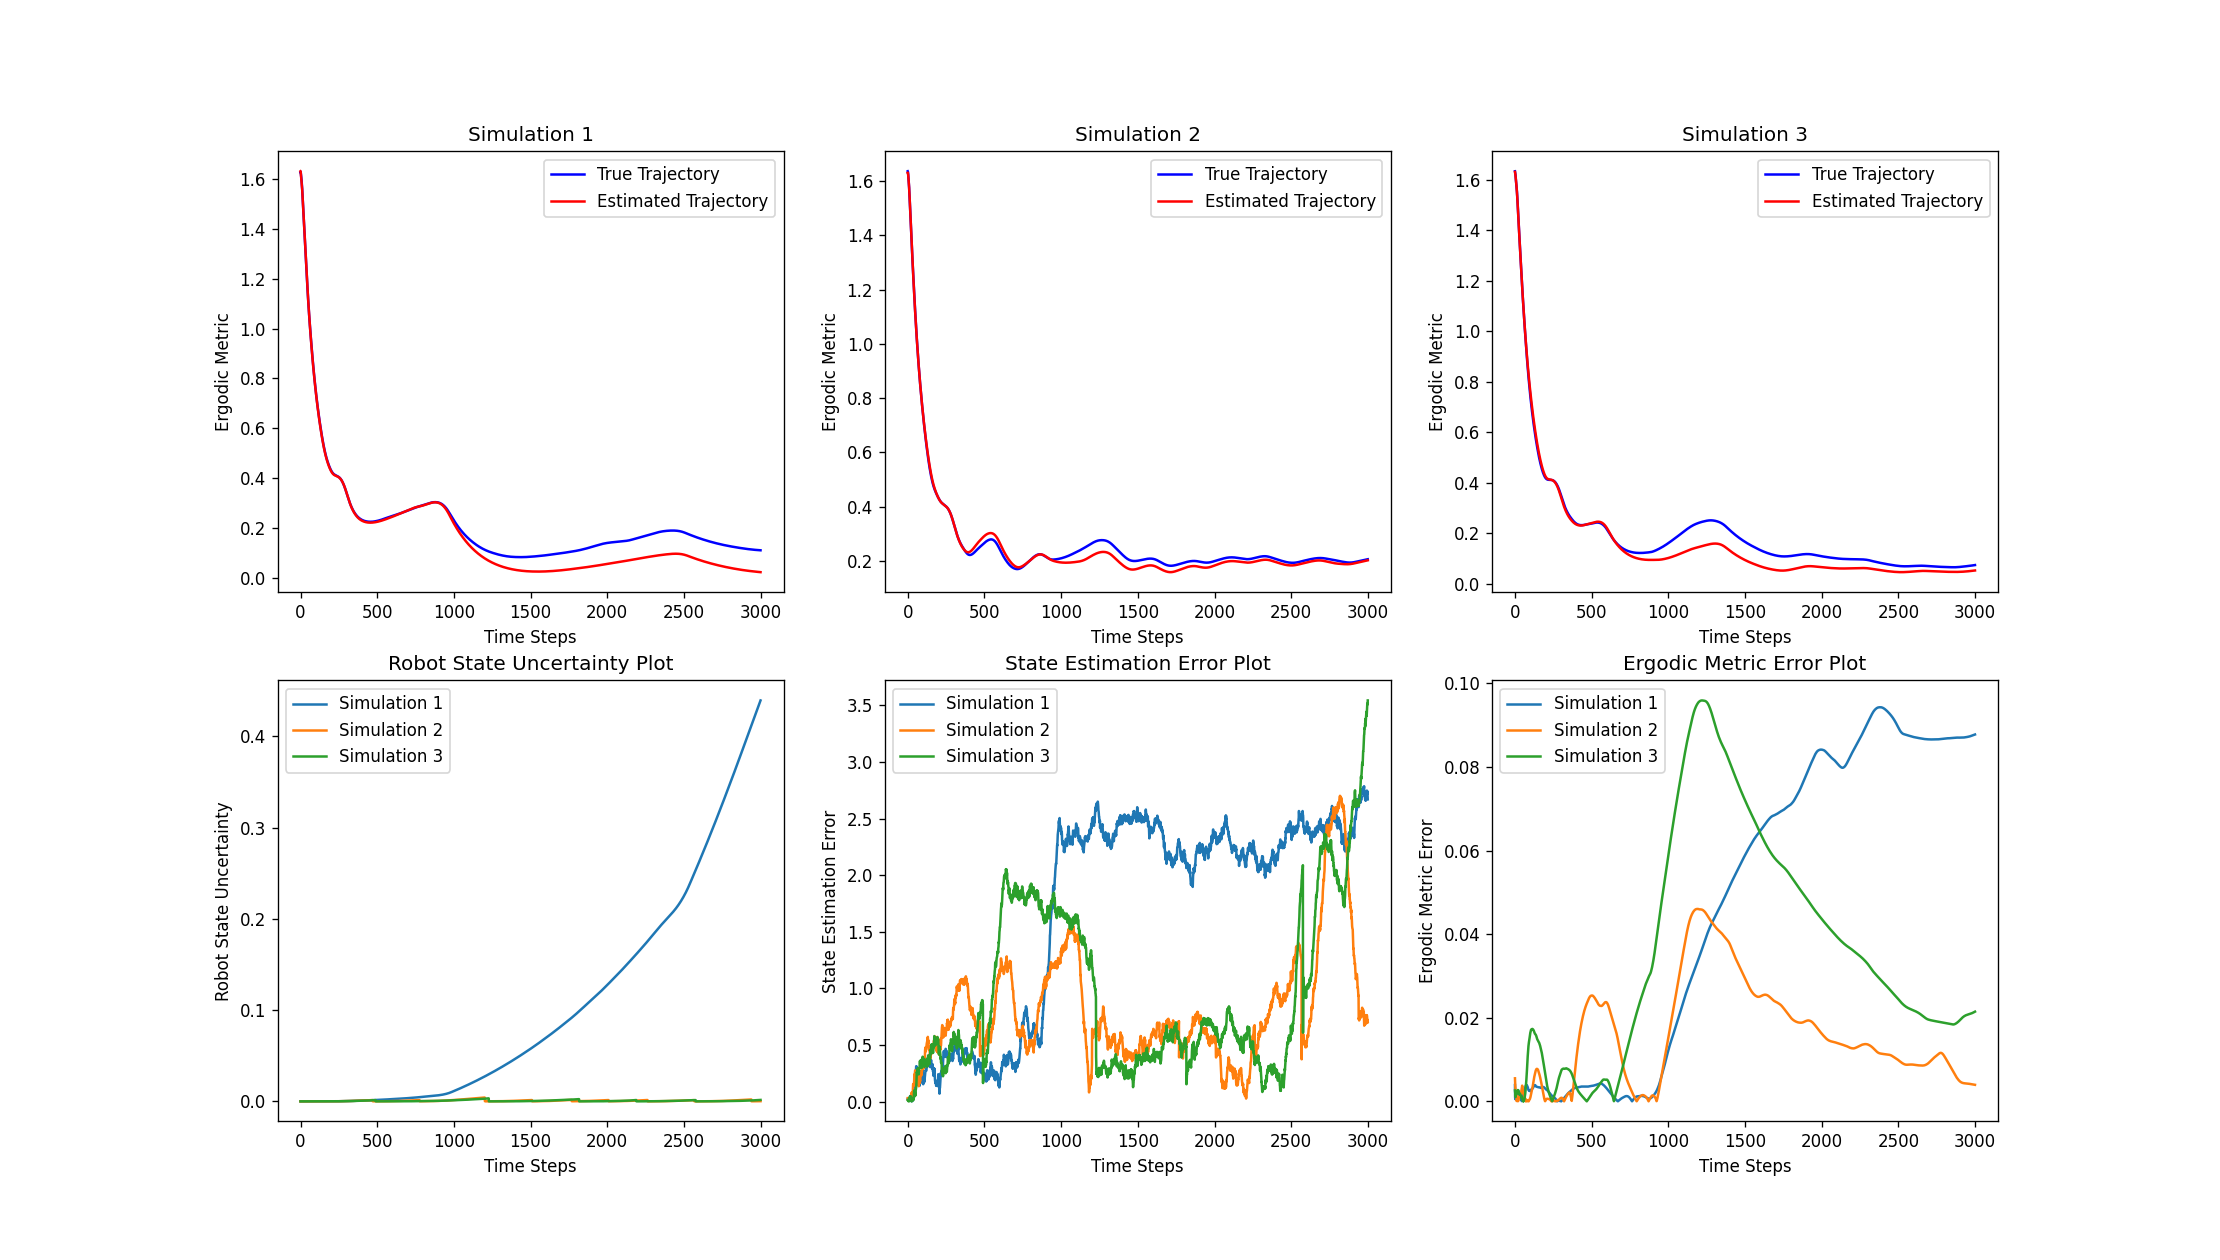 Simulation 1
True Trajectory
Estimated Trajectory
Ergodic Metric
1.6
1.4
1.2
1.0
0.8
0.6
0.4
0.2
0.0
0 500 1000 1500 2000 2500 3000
Time Steps
Simulation 2
True Trajectory
Estimated Trajectory
Ergodic Metric
1.6
1.4
1.2
1.0
0.8
0.6
0.4
0.2
0 500 1000 1500 2000 2500 3000
Time Steps
Simulation 3
True Trajectory
Estimated Trajectory
Ergodic Metric
1.6
1.4
1.2
1.0
0.8
0.6
0.4
0.2
0.0
0 500 1000 1500 2000 2500 3000
Time Steps
Robot State Uncertainty Plot
Simulation 1
Simulation 2
Simulation 3
Robot State Uncertainty
0.4
0.3
0.2
0.1
0.0
0 500 1000 1500 2000 2500 3000
Time Steps
State Estimation Error Plot
Simulation 1
Simulation 2
Simulation 3
State Estimation Error
3.5
3.0
2.5
2.0
1.5
1.0
0.5
0.0
0 500 1000 1500 2000 2500 3000
Time Steps
Ergodic Metric Error Plot
Simulation 1
Simulation 2
Simulation 3
Ergodic Metric Error
0.10
0.08
0.06
0.04
0.02
0.00
0 500 1000 1500 2000 2500 3000
Time Steps